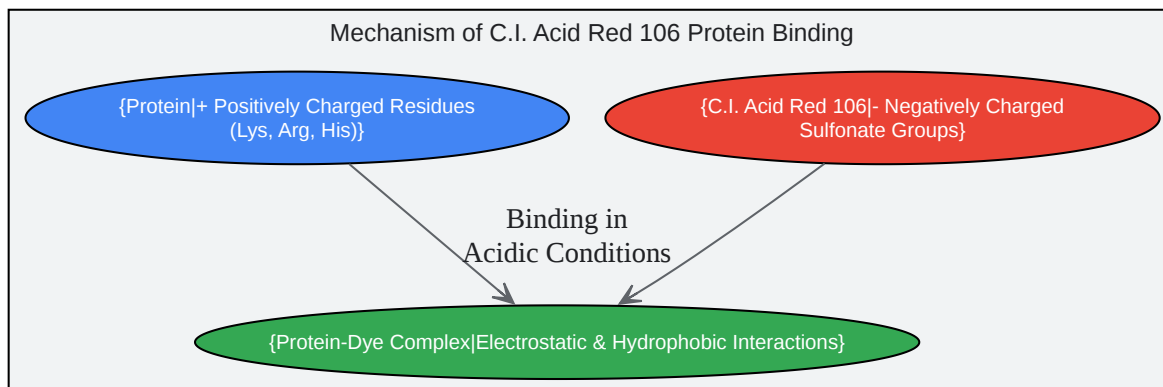 Mechanism of C.I. Acid Red 106 Protein Binding
{Protein|+ Positively Charged Residues
(Lys, Arg, His)}
{C.I. Acid Red 106|- Negatively Charged
Sulfonate Groups}
Binding in
Acidic Conditions
{Protein-Dye Complex|Electrostatic & Hydrophobic Interactions}